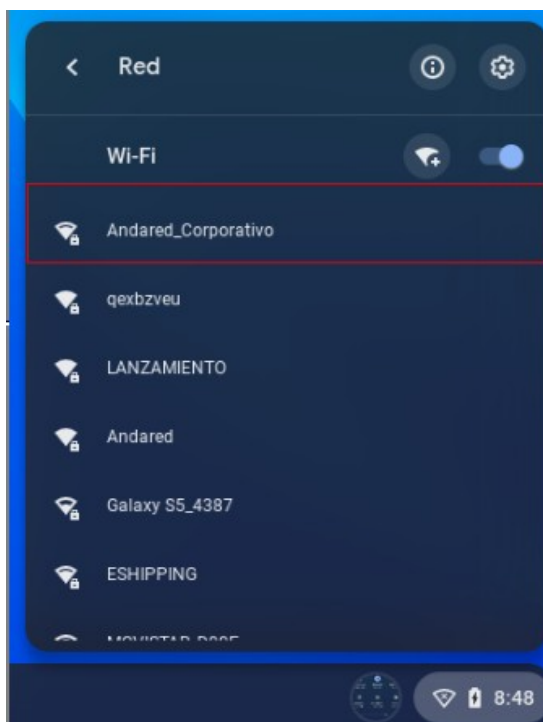 Red
Wi-Fi
Andared_Corporativo
qexbzveu
LANZAMIENTO
Andared
Galaxy S5_4387
ESHIPPING
8:48